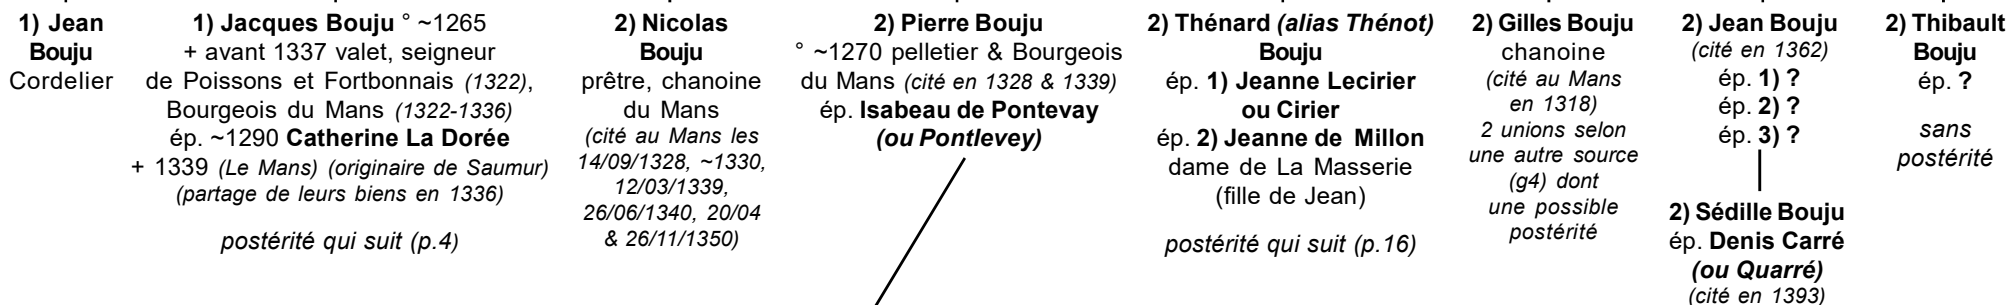 1) Jean
Bouju
Cordelier
1) Jacques Bouju ° ~1265
+ avant 1337 valet, seigneur
de Poissons et Fortbonnais (1322),
Bourgeois du Mans (1322-1336)
ép. ~1290 Catherine La Dorée
+ 1339 (Le Mans) (originaire de Saumur)
(partage de leurs biens en 1336)
postérité qui suit (p.4)
2) Nicolas
Bouju
prêtre, chanoine
du Mans
(cité au Mans les
14/09/1328, ~1330,
12/03/1339,
26/06/1340, 20/04
& 26/11/1350)
2) Pierre Bouju
° ~1270 pelletier & Bourgeois
du Mans (cité en 1328 & 1339)
ép. Isabeau de Pontevay
(ou Pontlevey)
2) Thénard (alias Thénot)
Bouju
ép. 1) Jeanne Lecirier
ou Cirier
ép. 2) Jeanne de Millon
dame de La Masserie
(fille de Jean)
postérité qui suit (p.16)
2) Gilles Bouju
chanoine
(cité au Mans
en 1318)
2 unions selon
une autre source
(g4) dont
une possible
postérité
2) Jean Bouju
(cité en 1362)
ép. 1) ?
ép. 2) ?
ép. 3) ?
2) Sédille Bouju
ép. Denis Carré
(ou Quarré)
(cité en 1393)
2) Thibault
Bouju
ép. ?
sans
postérité